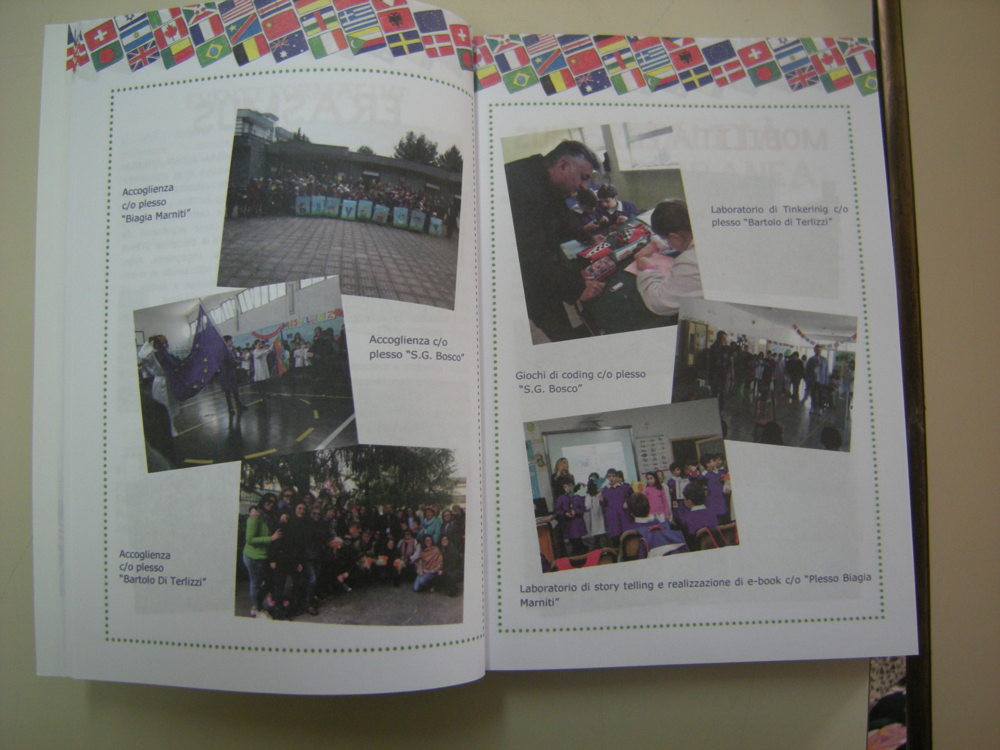 Accoglienza
c/o plesso
“Biagia Marniti”
Accoglienza c/o
plesso “S.G. Bosco”
Accoglienza
c/o plesso
“Bartolo Di Terlizzi”
Laboratorio di Tinkerinig c/o
plesso “Bartolo di Terlizzi”
Giochi di coding c/o plesso
“S.G. Bosco”
Laboratorio di story telling e realizzazione di e-book c/o “Plesso Biagia
Marniti”